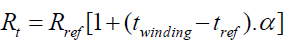 R_t = R_ref[1+(t_winding − t_ref).α]